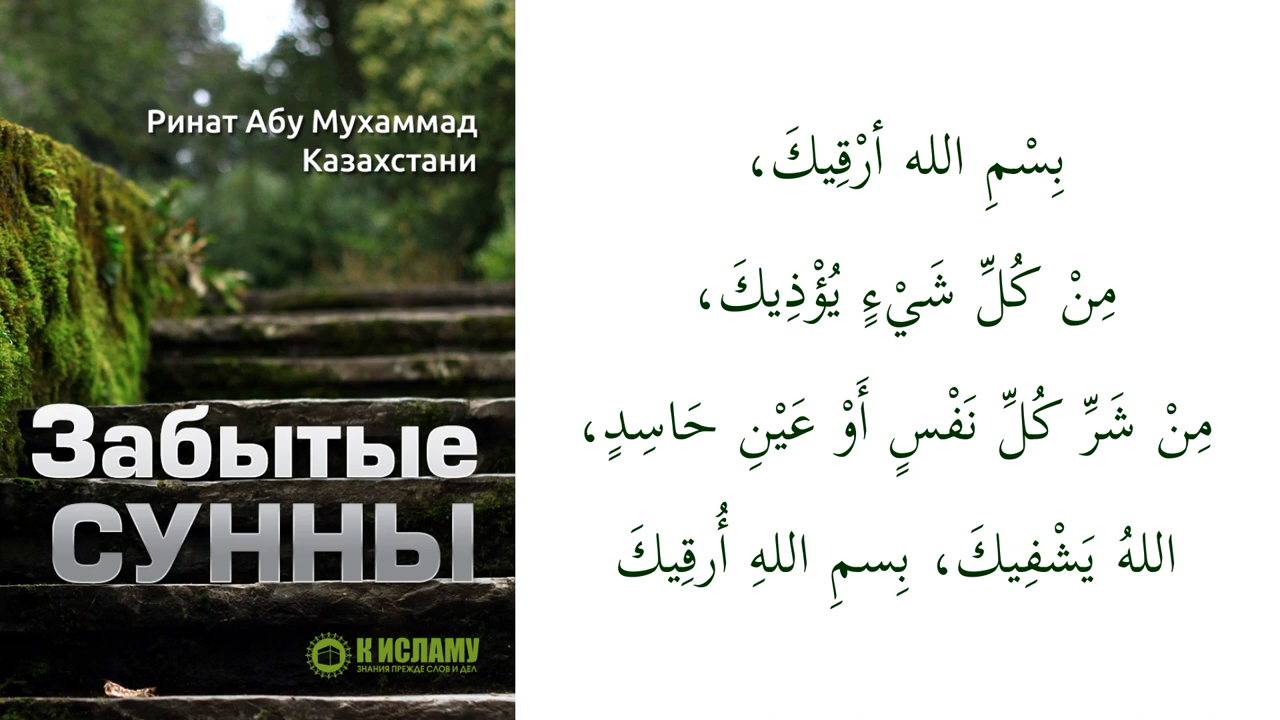 Ринат Абу Мухаммад
Казахстани
Забытые
СУННЫ
К ИСЛАМУ
ЗНАНИЯ ПРЕЖДЕ СЛОВ И ДЕЛ
بِسْمِ الله أرْقِيكَ،
مِنْ كُلِّ شَيْءٍ يُؤْذِيكَ،
مِنْ شَرِّ كُلِّ نَفْسٍ أَوْ عَيْنِ حَاسِدٍ،
اللهُ يَشْفِيكَ، بِسمِ اللهِ أُرقِيكَ